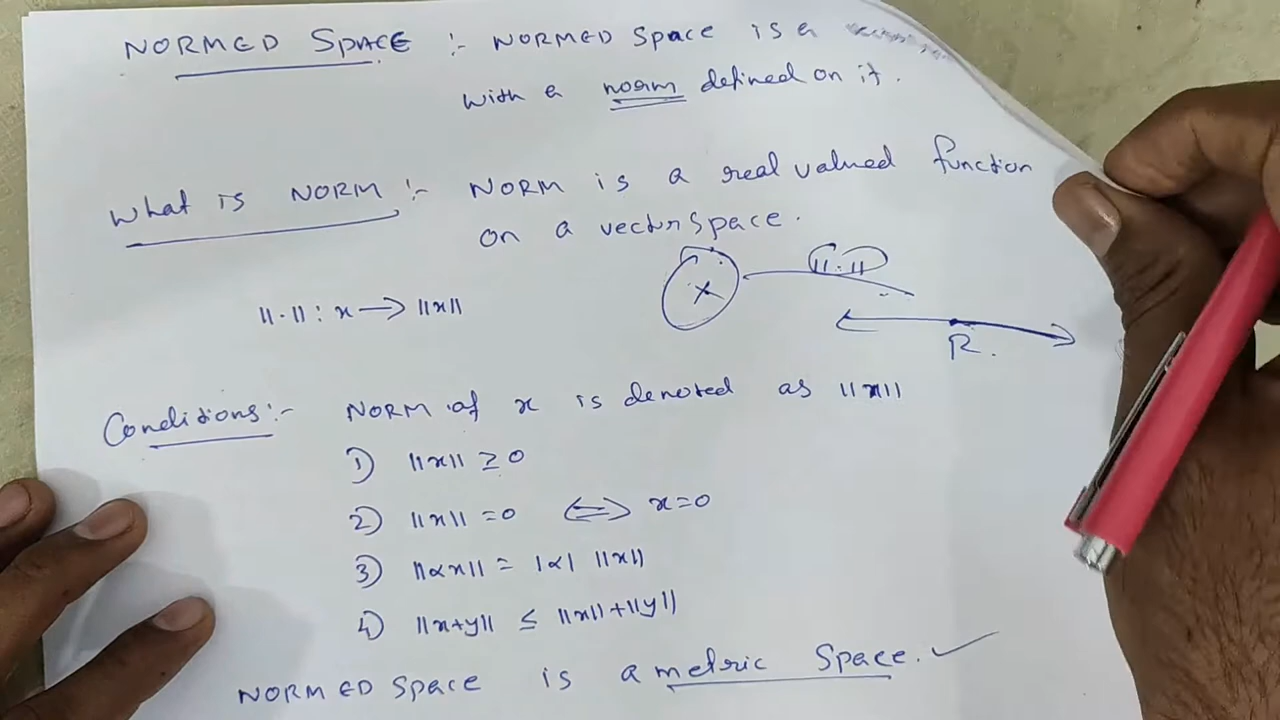 NORMED SPACE :- NORMED Space is a
with a norm defined on it.
What is NORM :- NORM is a real valued function
on a vector space.
||·||
X
||·|| : x → ||x||
R.
Conditions:- NORM of x is denoted as ||x||
1) ||x|| ≥ 0
2) ||x|| = 0 ⟺ x=0
3) ||αx|| = |α| ||x||
4) ||x+y|| ≤ ||x||+||y||
NORMED Space is a metric Space. ✓